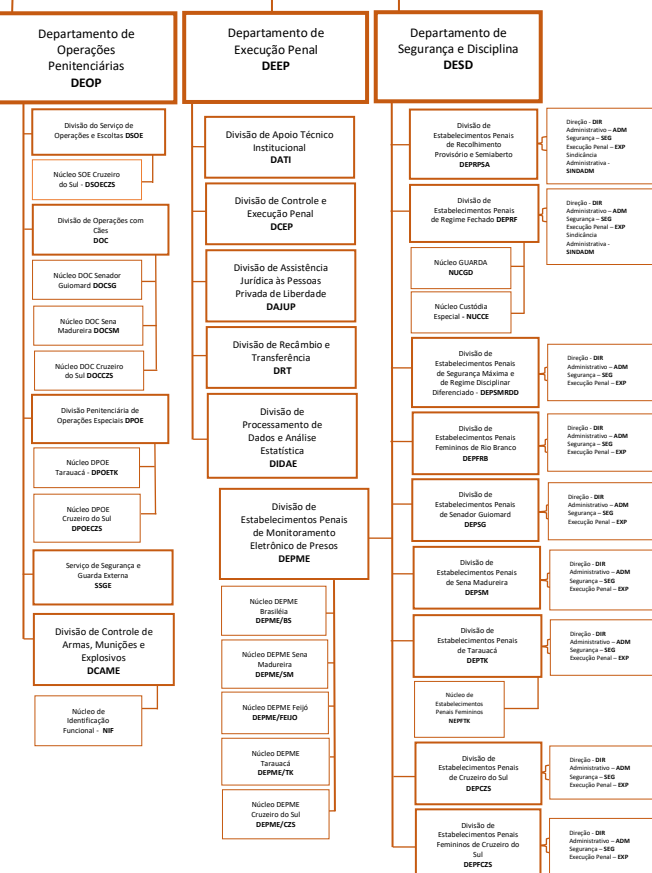 Departamento de
Operações
Penitenciárias
DEOP
Divisão do Serviço de
Operações e Escoltas DSOE
Núcleo SOE Cruzeiro
do Sul - DSOECZS
Divisão de Operações com
Cães
DOC
Núcleo DOC Senador
Guiomard DOCSG
Núcleo DOC Sena
Madureira DOCSM
Núcleo DOC Cruzeiro
do Sul DOCCZS
Divisão Penitenciária de
Operações Especiais DPOE
Núcleo DPOE
Tarauacá - DPOETK
Núcleo DPOE
Cruzeiro do Sul
DPOECZS
Serviço de Segurança e
Guarda Externa
SSGE
Divisão de Controle de
Armas, Munições e
Explosivos
DCAME
Núcleo de
Identificação
Funcional - NIF
Departamento de
Execução Penal
DEEP
Divisão de Apoio Técnico
Institucional
DATI
Divisão de Controle e
Execução Penal
DCEP
Divisão de Assistência
Jurídica às Pessoas
Privada de Liberdade
DAJUP
Divisão de Recâmbio e
Transferência
DRT
Divisão de
Processamento de
Dados e Análise
Estatística
DIDAE
Divisão de
Estabelecimentos Penais
de Monitoramento
Eletrônico de Presos
DEPME
Núcleo DEPME
Brasiléia
DEPME/BS
Núcleo DEPME Sena
Madureira
DEPME/SM
Núcleo DEPME Feijó
DEPME/FEIJO
Núcleo DEPME
Tarauacá
DEPME/TK
Núcleo DEPME
Cruzeiro do Sul
DEPME/CZS
Departamento de
Segurança e Disciplina
DESD
Divisão de
Estabelecimentos Penais
de Recolhimento
Provisório e Semiaberto
DEPRPSA
Direção - DIR
Administrativo – ADM
Segurança – SEG
Execução Penal – EXP
Sindicância
Administrativa -
SINDADM
Divisão de
Estabelecimentos Penais
de Regime Fechado DEPRF
Direção - DIR
Administrativo – ADM
Segurança – SEG
Execução Penal – EXP
Sindicância
Administrativa -
SINDADM
Núcleo GUARDA
NUCGD
Núcleo Custódia
Especial - NUCCE
Divisão de
Estabelecimentos Penais
de Segurança Máxima e
de Regime Disciplinar
Diferenciado - DEPSMRDD
Direção - DIR
Administrativo – ADM
Segurança – SEG
Execução Penal – EXP
Divisão de
Estabelecimentos Penais
Femininos de Rio Branco
DEPFRB
Direção - DIR
Administrativo – ADM
Segurança – SEG
Execução Penal – EXP
Divisão de
Estabelecimentos Penais
de Senador Guiomard
DEPSG
Direção - DIR
Administrativo – ADM
Segurança – SEG
Execução Penal – EXP
Divisão de
Estabelecimentos Penais
de Sena Madureira
DEPSM
Direção - DIR
Administrativo – ADM
Segurança – SEG
Execução Penal – EXP
Divisão de
Estabelecimentos Penais
de Tarauacá
DEPTK
Direção - DIR
Administrativo – ADM
Segurança – SEG
Execução Penal – EXP
Núcleo de
Estabelecimentos
Penais Femininos
NEPFTK
Divisão de
Estabelecimentos Penais
de Cruzeiro do Sul
DEPCZS
Direção - DIR
Administrativo – ADM
Segurança – SEG
Execução Penal – EXP
Divisão de
Estabelecimentos Penais
Femininos de Cruzeiro do
Sul
DEPFCZS
Direção - DIR
Administrativo – ADM
Segurança – SEG
Execução Penal – EXP